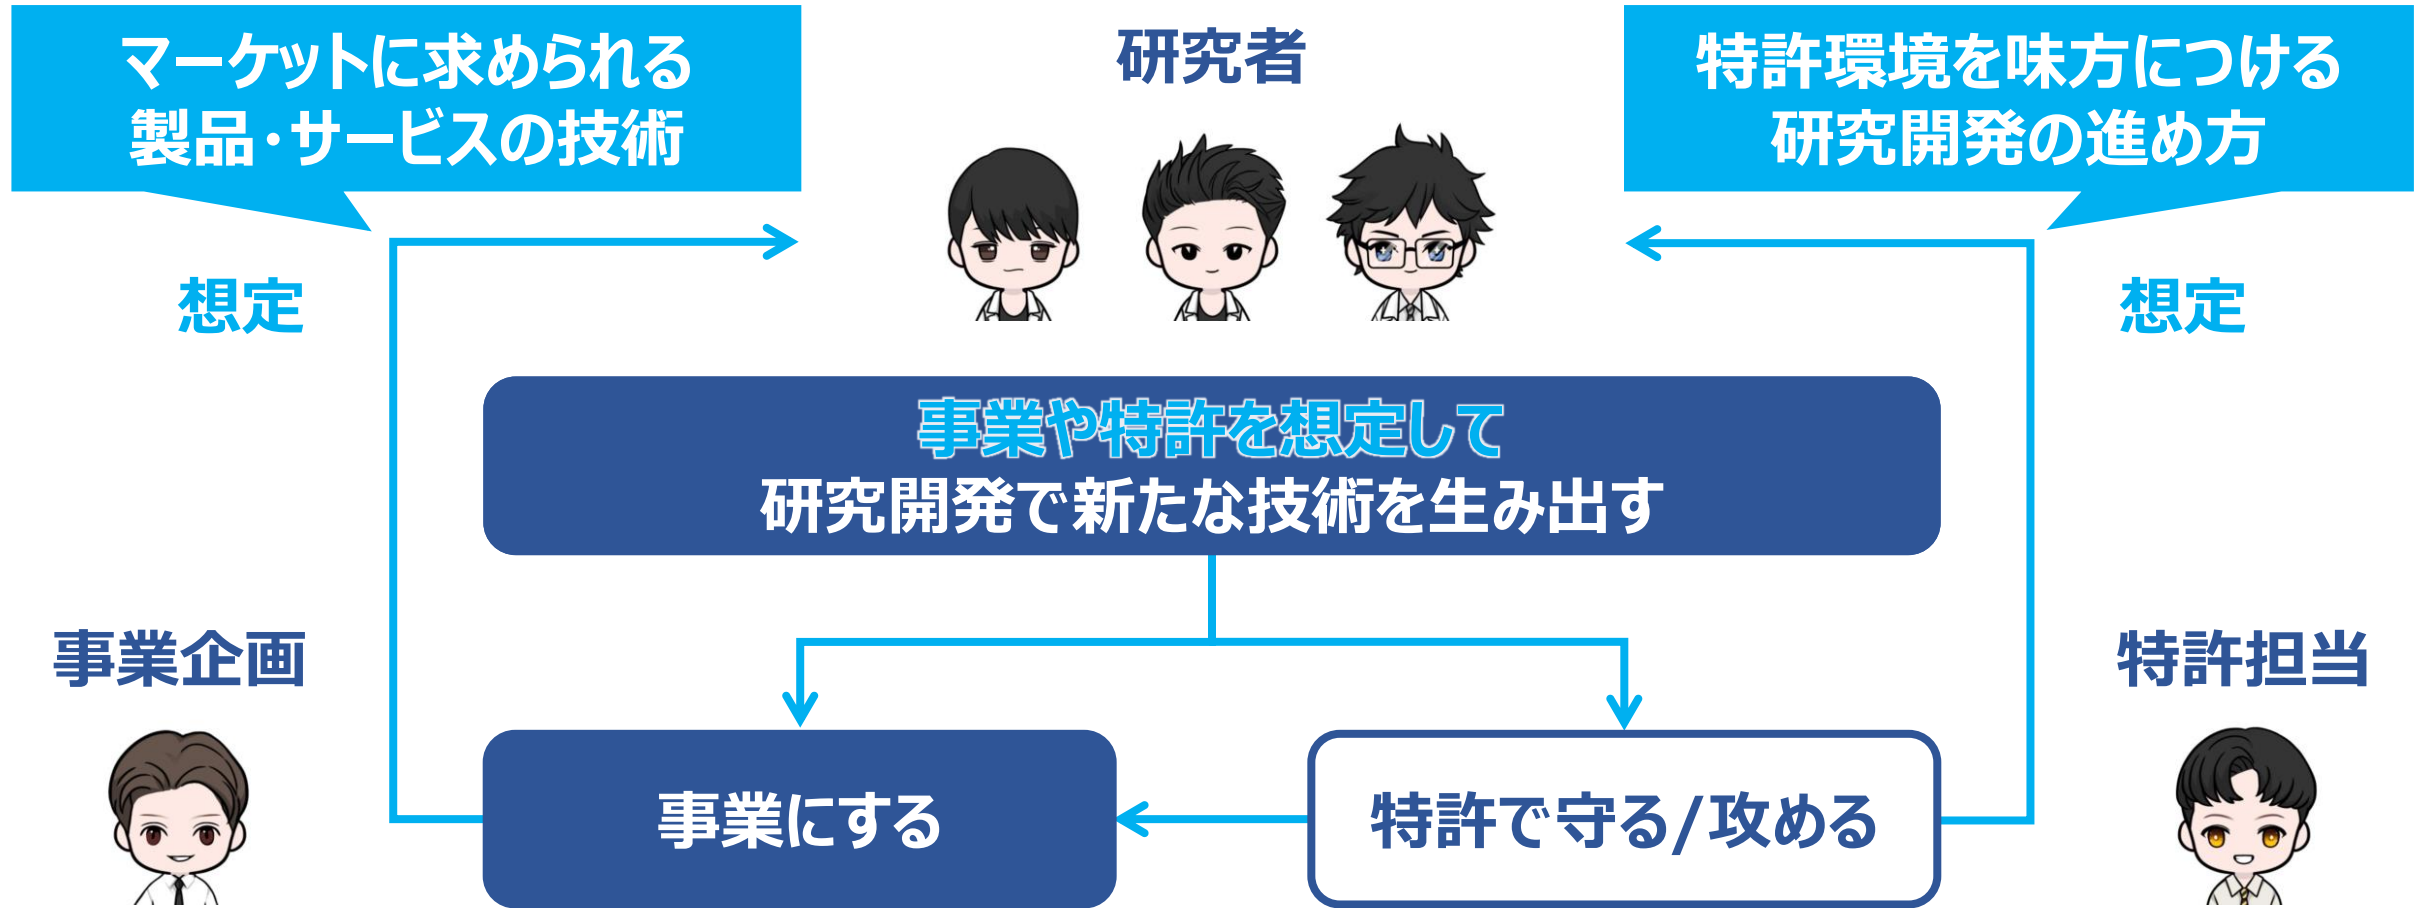 マーケットに求められる
製品・サービスの技術
研究者
特許環境を味方につける
研究開発の進め方
想定
想定
事業や特許を想定して
研究開発で新たな技術を生み出す
事業企画
特許担当
事業にする
特許で守る/攻める